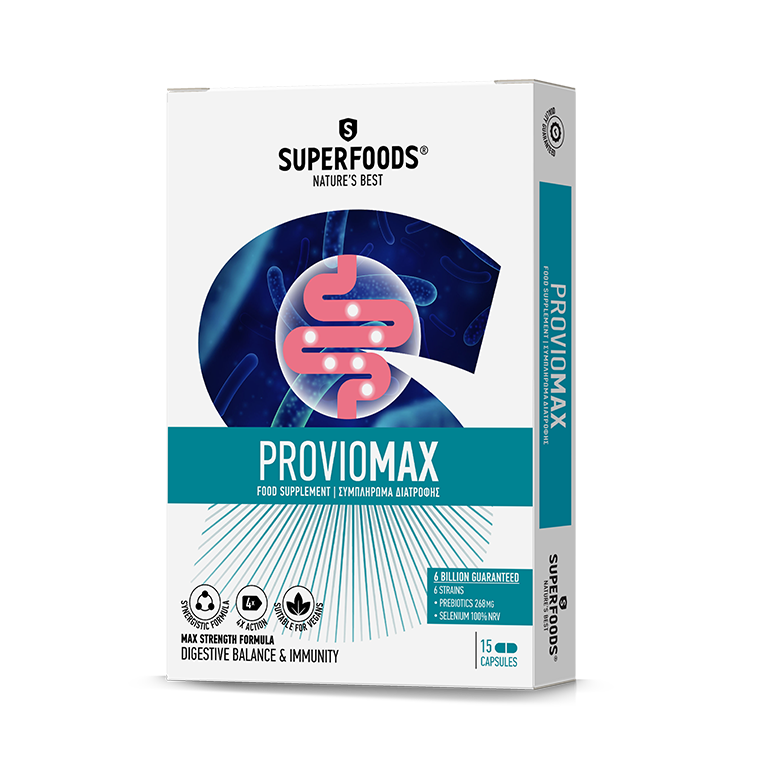 S
SUPERFOODS®
NATURE'S BEST
PROVIOMAX
FOOD SUPPLEMENT | ΣΥΜΠΛΗΡΩΜΑ ΔΙΑΤΡΟΦΗΣ
SYNERGISTIC FORMULA
4x
4X ACTION
SUITABLE FOR VEGANS
MAX STRENGTH FORMULA
DIGESTIVE BALANCE & IMMUNITY
6 BILLION GUARANTEED
6 STRAINS
• PREBIOTICS 268MG
• SELENIUM 100% NRV
15
CAPSULES
PROVIOMAX
FOOD SUPPLEMENT | ΣΥΜΠΛΗΡΩΜΑ ΔΙΑΤΡΟΦΗΣ
S
SUPERFOODS®
NATURE'S BEST